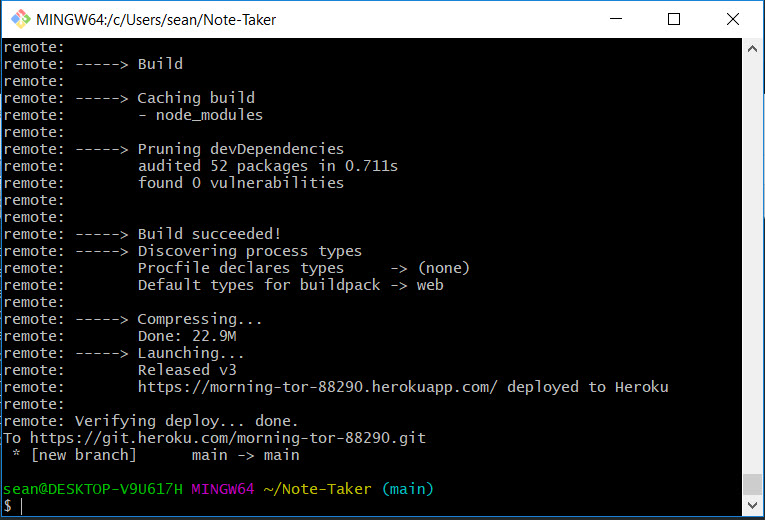 MINGW64:/c/Users/sean/Note-Taker
remote:
remote: -----> Build
remote:
remote: -----> Caching build
remote:        - node_modules
remote:
remote: -----> Pruning devDependencies
remote:        audited 52 packages in 0.711s
remote:        found 0 vulnerabilities
remote:
remote:
remote: -----> Build succeeded!
remote: -----> Discovering process types
remote:        Procfile declares types     -> (none)
remote:        Default types for buildpack -> web
remote:
remote: -----> Compressing...
remote:        Done: 22.9M
remote: -----> Launching...
remote:        Released v3
remote:        https://morning-tor-88290.herokuapp.com/ deployed to Heroku
remote:
remote: Verifying deploy... done.
To https://git.heroku.com/morning-tor-88290.git
 * [new branch]      main -> main
sean@DESKTOP-V9U617H MINGW64 ~/Note-Taker (main)
$